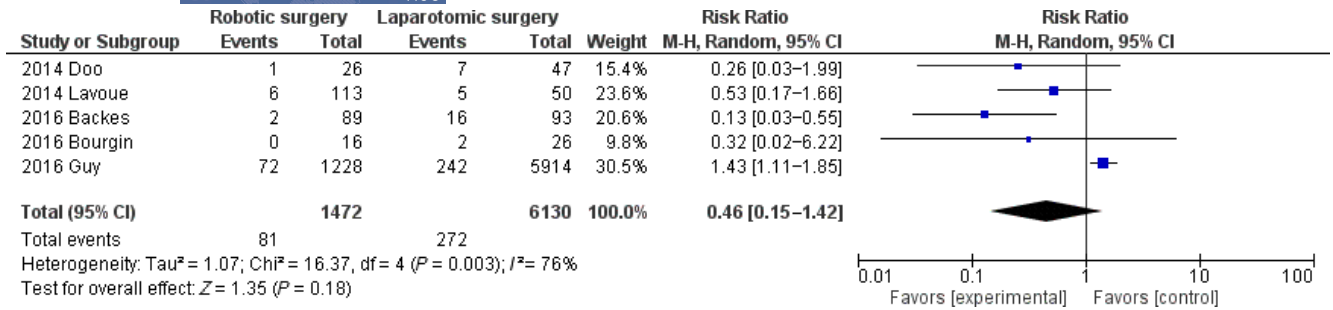 Robotic surgery Laparotomic surgery Risk Ratio Risk Ratio
Study or Subgroup Events Total Events Total Weight M-H, Random, 95% CI M-H, Random, 95% CI
2014 Doo 1 26 7 47 15.4% 0.26 [0.03–1.99]
2014 Lavoue 6 113 5 50 23.6% 0.53 [0.17–1.66]
2016 Backes 2 89 16 93 20.6% 0.13 [0.03–0.55]
2016 Bourgin 0 16 2 26 9.8% 0.32 [0.02–6.22]
2016 Guy 72 1228 242 5914 30.5% 1.43 [1.11–1.85]
Total (95% CI) 1472 6130 100.0% 0.46 [0.15–1.42]
Total events 81 272
Heterogeneity: Tau² = 1.07; Chi² = 16.37, df = 4 (P = 0.003); I² = 76%
Test for overall effect: Z = 1.35 (P = 0.18)
0.01 0.1 1 10 100
Favors [experimental] Favors [control]